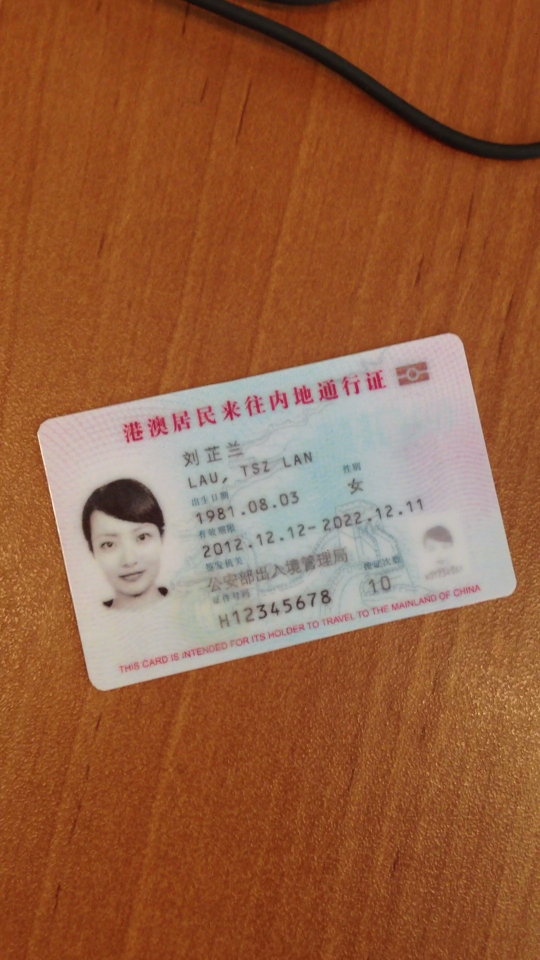 港澳居民来往内地通行证
刘芷兰
LAU, TSZ LAN
出生日期 性别
1981.08.03 女
有效期限
2012.12.12-2022.12.11
签发机关
公安部出入境管理局
证件号码 换证次数
H12345678 10
THIS CARD IS INTENDED FOR ITS HOLDER TO TRAVEL TO THE MAINLAND OF CHINA